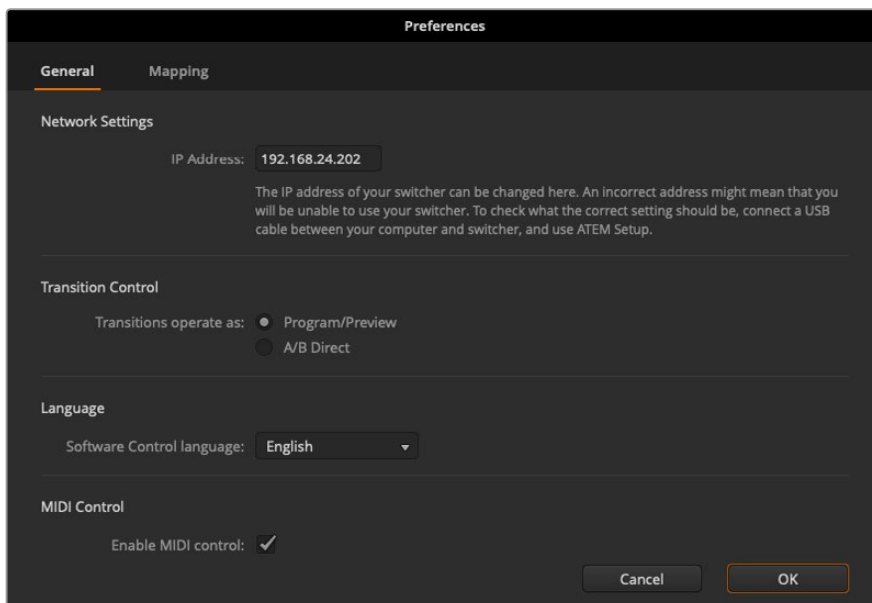 Preferences
General Mapping
Network Settings
IP Address: 192.168.24.202
The IP address of your switcher can be changed here. An incorrect address might mean that you
will be unable to use your switcher. To check what the correct setting should be, connect a USB
cable between your computer and switcher, and use ATEM Setup.
Transition Control
Transitions operate as: Program/Preview
A/B Direct
Language
Software Control language: English
MIDI Control
Enable MIDI control:
Cancel OK